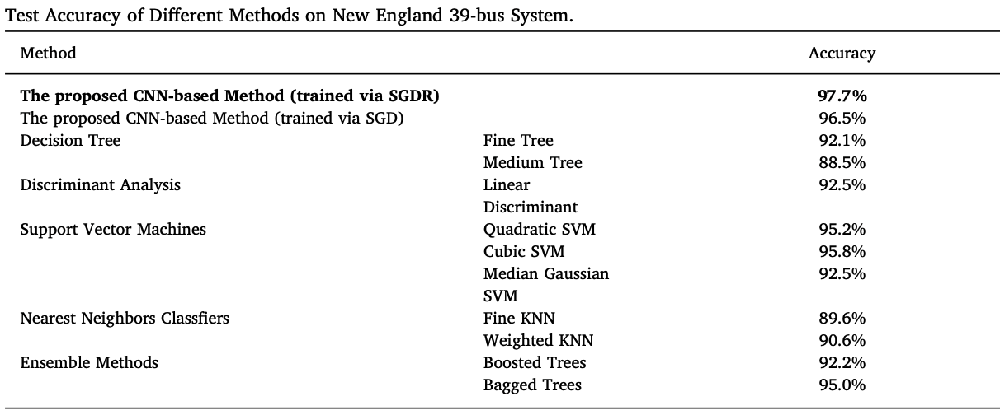 Test Accuracy of Different Methods on New England 39-bus System.
Method Accuracy
The proposed CNN-based Method (trained via SGDR) 97.7%
The proposed CNN-based Method (trained via SGD) 96.5%
Decision Tree Fine Tree 92.1%
Medium Tree 88.5%
Discriminant Analysis Linear 92.5%
Discriminant
Support Vector Machines Quadratic SVM 95.2%
Cubic SVM 95.8%
Median Gaussian 92.5%
SVM
Nearest Neighbors Classfiers Fine KNN 89.6%
Weighted KNN 90.6%
Ensemble Methods Boosted Trees 92.2%
Bagged Trees 95.0%